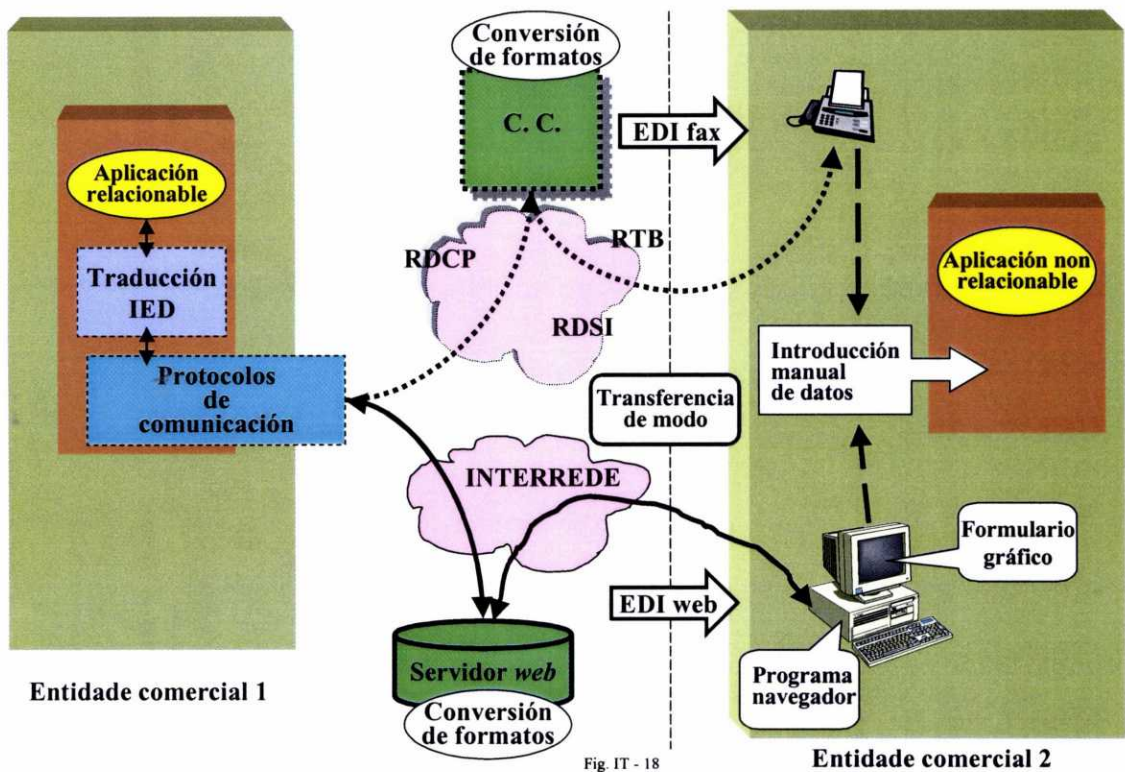 Conversión
de formatos
C. C.
EDI fax
Aplicación
relacionable
RDCP
RTB
RDSI
Traducción
IED
Aplicación non
relacionable
Protocolos
de
comunicación
Introducción
manual
de datos
Transferencia
de modo
INTERREDE
Formulario
gráfico
EDI web
Servidor web
Conversión
de formatos
Programa
navegador
Entidade comercial 1
Fig. IT - 18
Entidade comercial 2